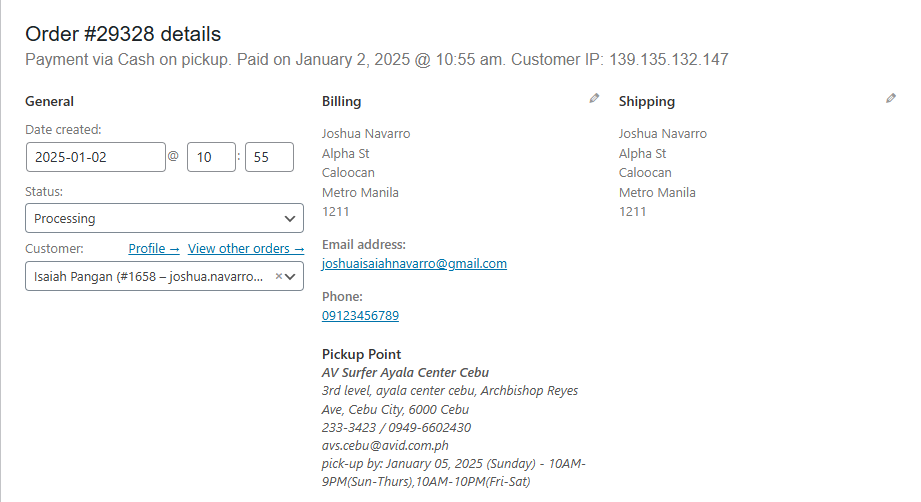 Order #29328 details
Payment via Cash on pickup. Paid on January 2, 2025 @ 10:55 am. Customer IP: 139.135.132.147
General
Date created:
2025-01-02 @ 10 : 55
Status:
Processing
Customer: Profile → View other orders →
Isaiah Pangan (#1658 – joshua.navarro... ×
Billing
Joshua Navarro
Alpha St
Caloocan
Metro Manila
1211
Email address:
joshuaisaiahnavarro@gmail.com
Phone:
09123456789
Pickup Point
AV Surfer Ayala Center Cebu
3rd level, ayala center cebu, Archbishop Reyes
Ave, Cebu City, 6000 Cebu
233-3423 / 0949-6602430
avs.cebu@avid.com.ph
pick-up by: January 05, 2025 (Sunday) - 10AM-
9PM(Sun-Thurs),10AM-10PM(Fri-Sat)
Shipping
Joshua Navarro
Alpha St
Caloocan
Metro Manila
1211